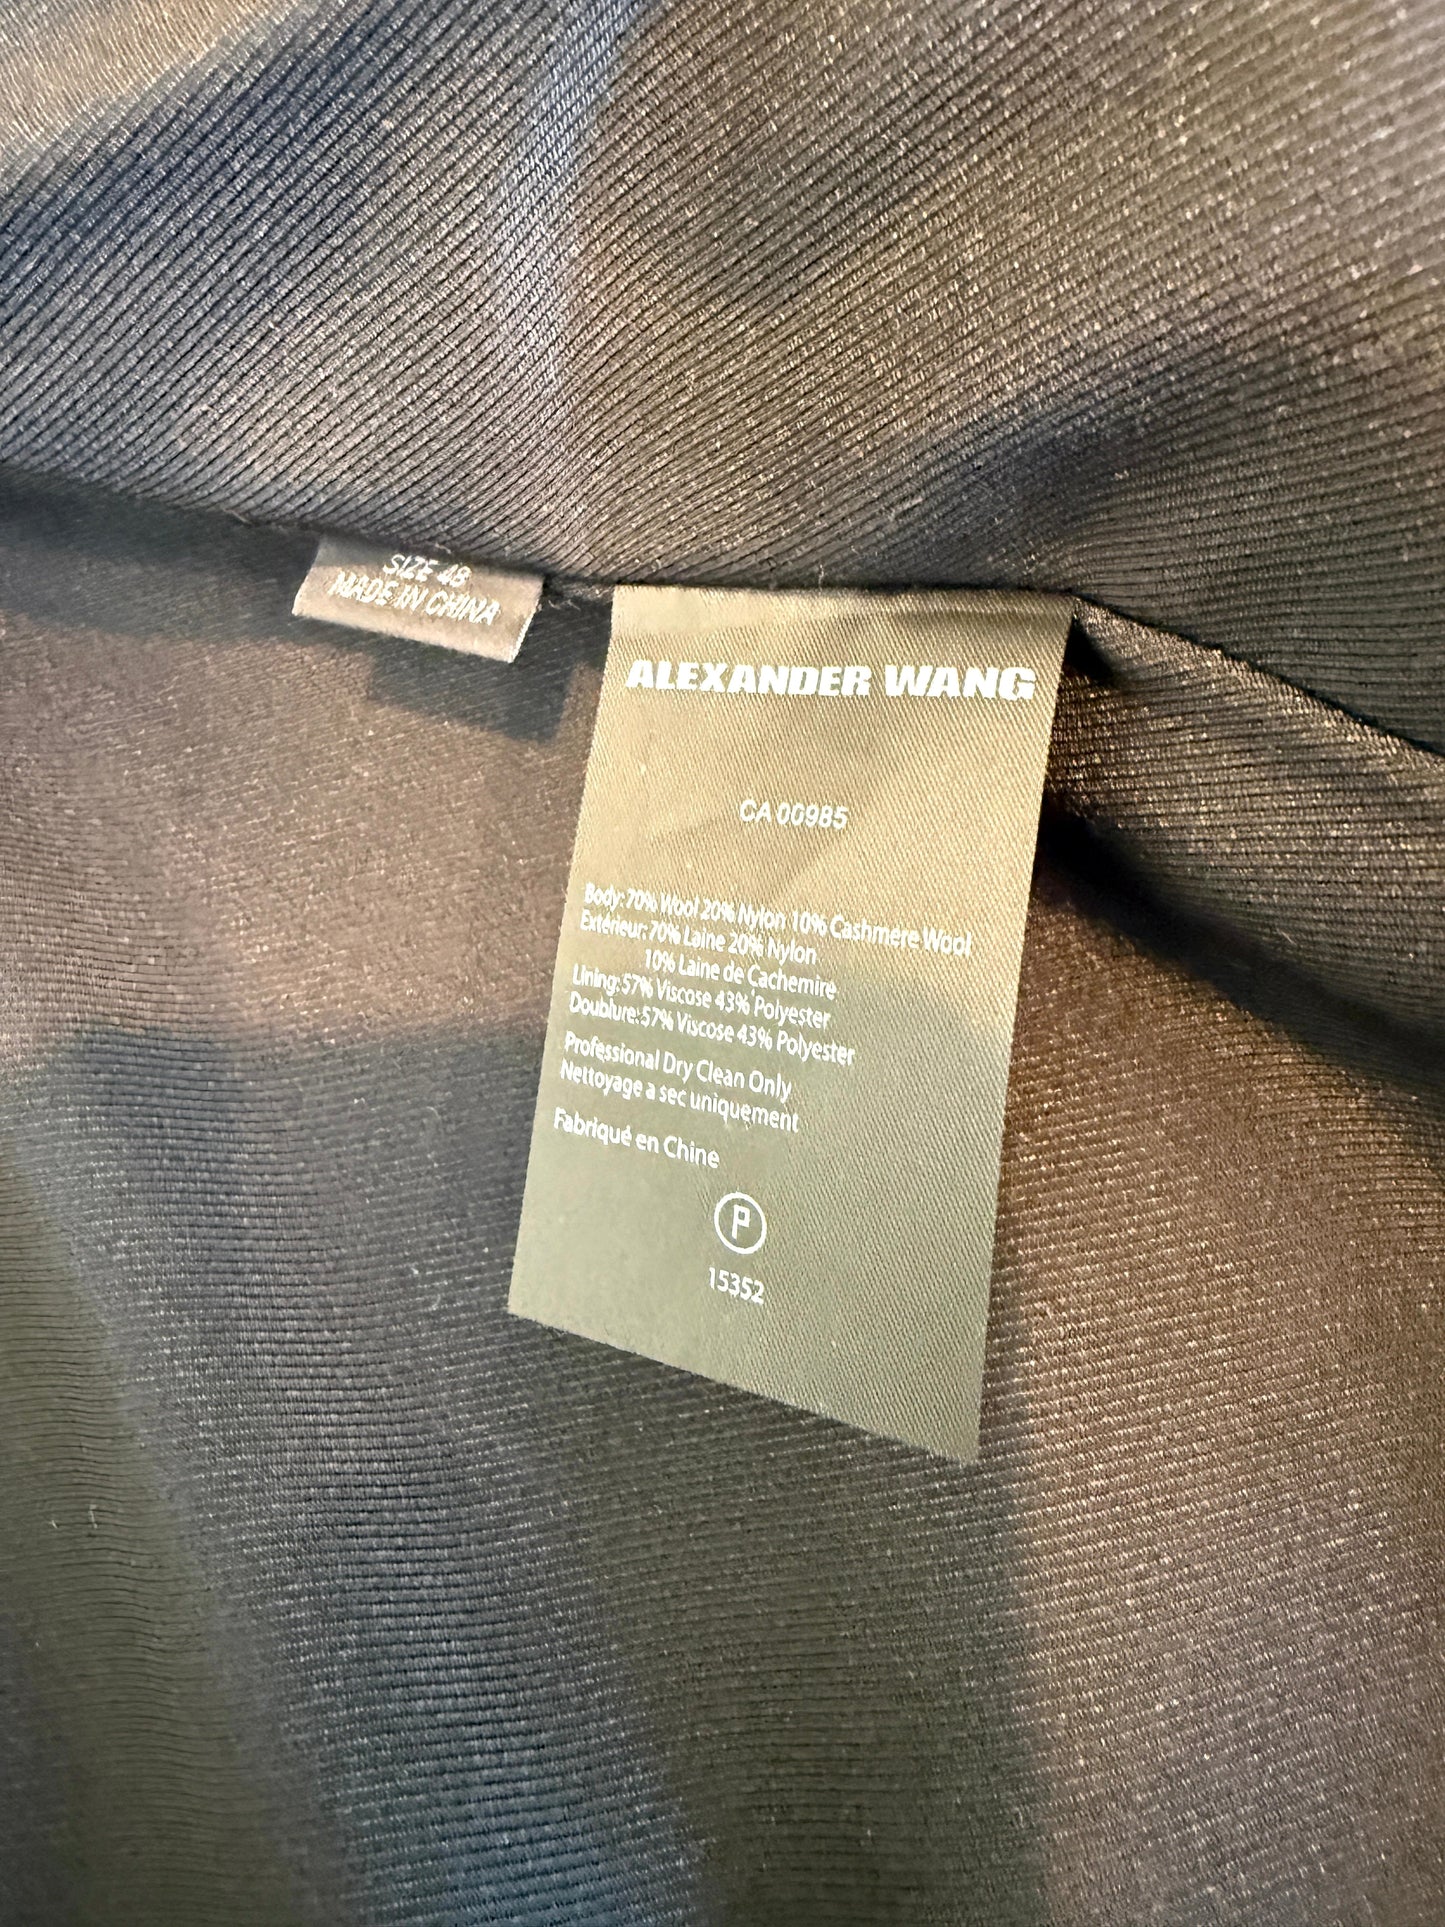 SIZE 48
MADE IN CHINA
ALEXANDER WANG
CA 00985
Body: 70% Wool 20% Nylon 10% Cashmere Wool
Extérieur: 70% Laine 20% Nylon
10% Laine de Cachemire
Lining: 57% Viscose 43% Polyester
Doublure: 57% Viscose 43% Polyester
Professional Dry Clean Only
Nettoyage a sec uniquement
Fabriqué en Chine
P
15352